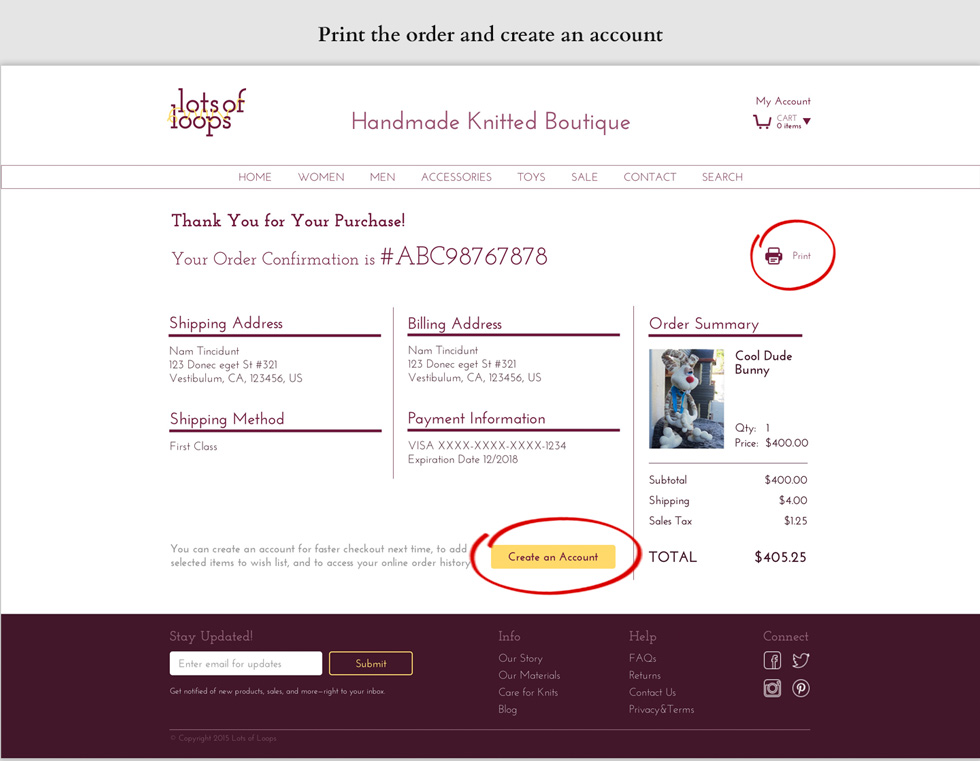 Print the order and create an account
lots of
loops
Handmade Knitted Boutique
My Account
CART
0 items
HOME WOMEN MEN ACCESSORIES TOYS SALE CONTACT SEARCH
Thank You for Your Purchase!
Your Order Confirmation is #ABC98767878
Print
Shipping Address
Nam Tincidunt
123 Donec eget St #321
Vestibulum, CA, 123456, US
Shipping Method
First Class
Billing Address
Nam Tincidunt
123 Donec eget St #321
Vestibulum, CA, 123456, US
Payment Information
VISA XXXX-XXXX-XXXX-1234
Expiration Date 12/2018
Order Summary
Cool Dude
Bunny
Qty: 1
Price: $400.00
Subtotal $400.00
Shipping $4.00
Sales Tax $1.25
TOTAL $405.25
You can create an account for faster checkout next time, to add
selected items to wish list, and to access your online order history
Create an Account
Stay Updated!
Enter email for updates
Submit
Get notified of new products, sales, and more—right to your inbox.
Info
Our Story
Our Materials
Care for Knits
Blog
Help
FAQs
Returns
Contact Us
Privacy&Terms
Connect
© Copyright 2015 Lots of Loops